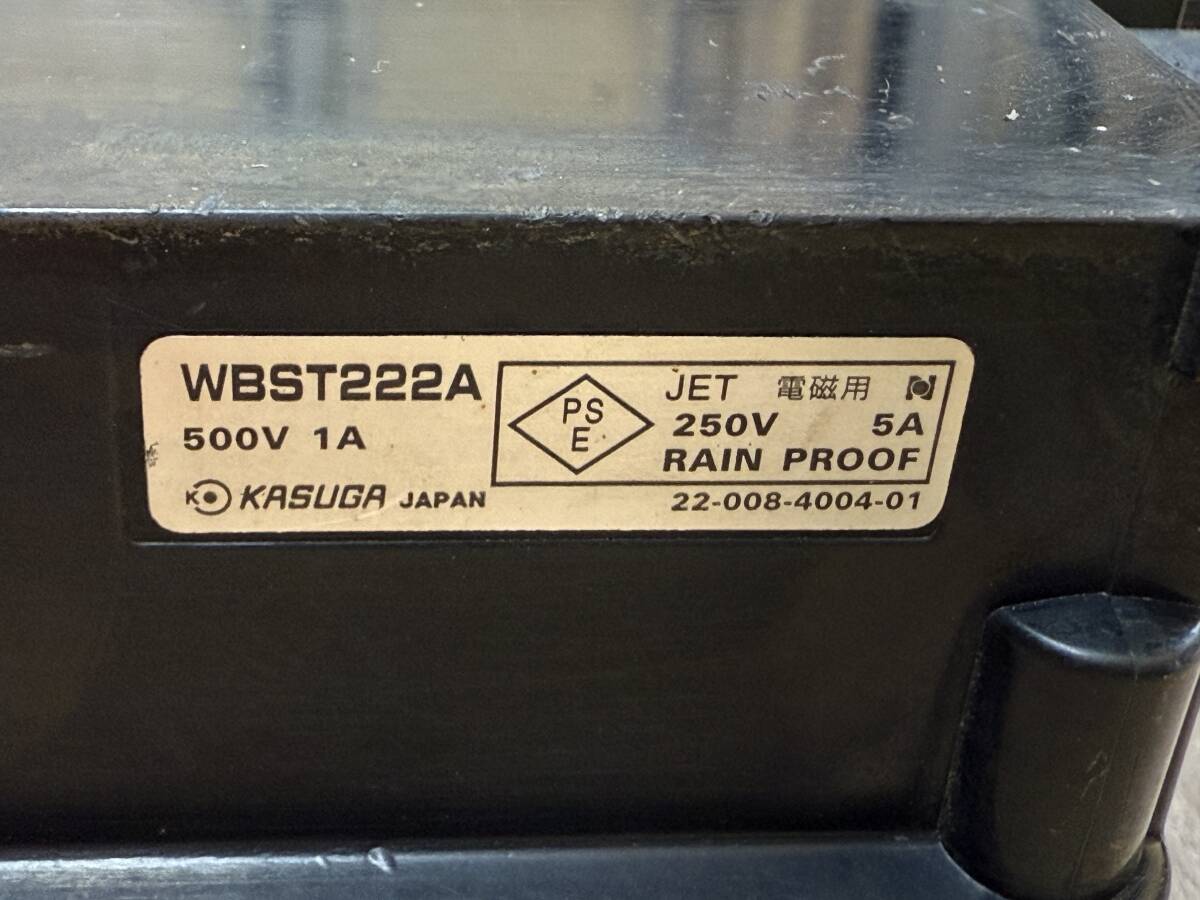 WBST222A
500V 1A
KASUGA JAPAN
PS
E
JET 電磁用
250V 5A
RAIN PROOF
22-008-4004-01